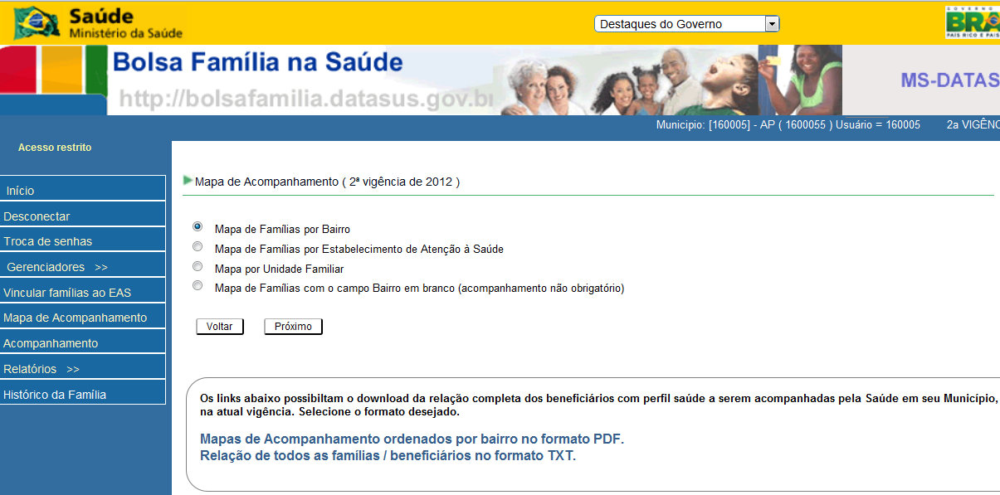 Saúde
Ministério da Saúde
Destaques do Governo
GOVERNO
BRA
PAÍS RICO É PAÍS
Bolsa Família na Saúde
http://bolsafamilia.datasus.gov.br
MS-DATAS
Municipio: [160005] - AP ( 1600055 ) Usuário = 160005 2a VIGÊNC
Acesso restrito
Início
Desconectar
Troca de senhas
Gerenciadores >>
Vincular famílias ao EAS
Mapa de Acompanhamento
Acompanhamento
Relatórios >>
Histórico da Família
Mapa de Acompanhamento ( 2ª vigência de 2012 )
Mapa de Famílias por Bairro
Mapa de Famílias por Estabelecimento de Atenção à Saúde
Mapa por Unidade Familiar
Mapa de Famílias com o campo Bairro em branco (acompanhamento não obrigatório)
Voltar Próximo
Os links abaixo possibiltam o download da relação completa dos beneficiários com perfil saúde a serem acompanhadas pela Saúde em seu Município,
na atual vigência. Selecione o formato desejado.
Mapas de Acompanhamento ordenados por bairro no formato PDF.
Relação de todos as famílias / beneficiários no formato TXT.